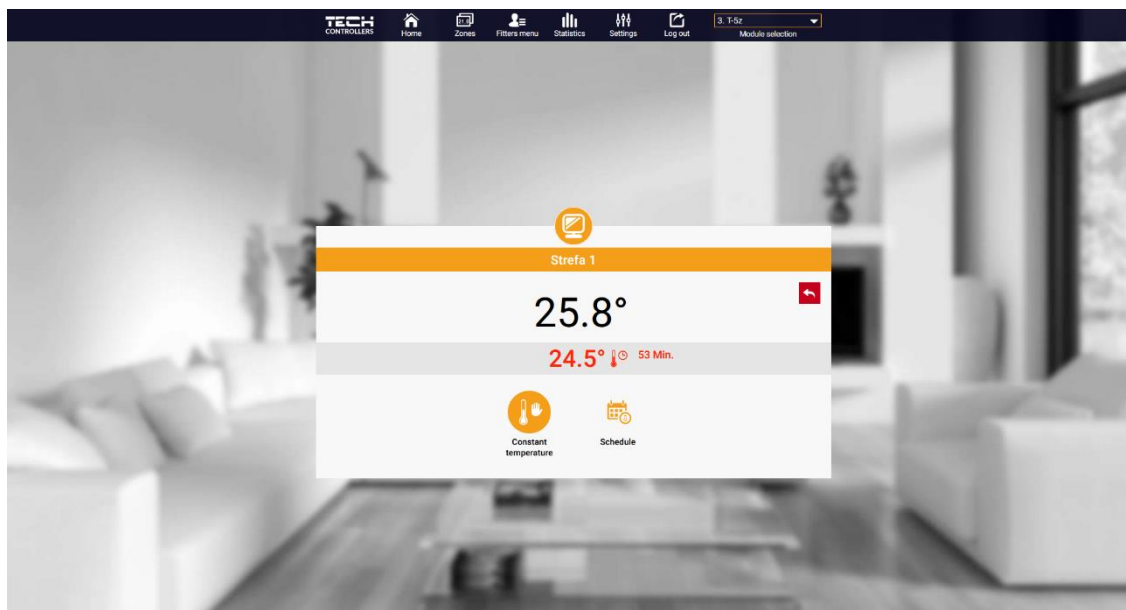 TECH
CONTROLLERS
Home
Zones
Fitters menu
Statistics
Settings
Log out
3. T-5z
Module selection
Strefa 1
25.8°
24.5° 53 Min.
Constant
temperature
Schedule